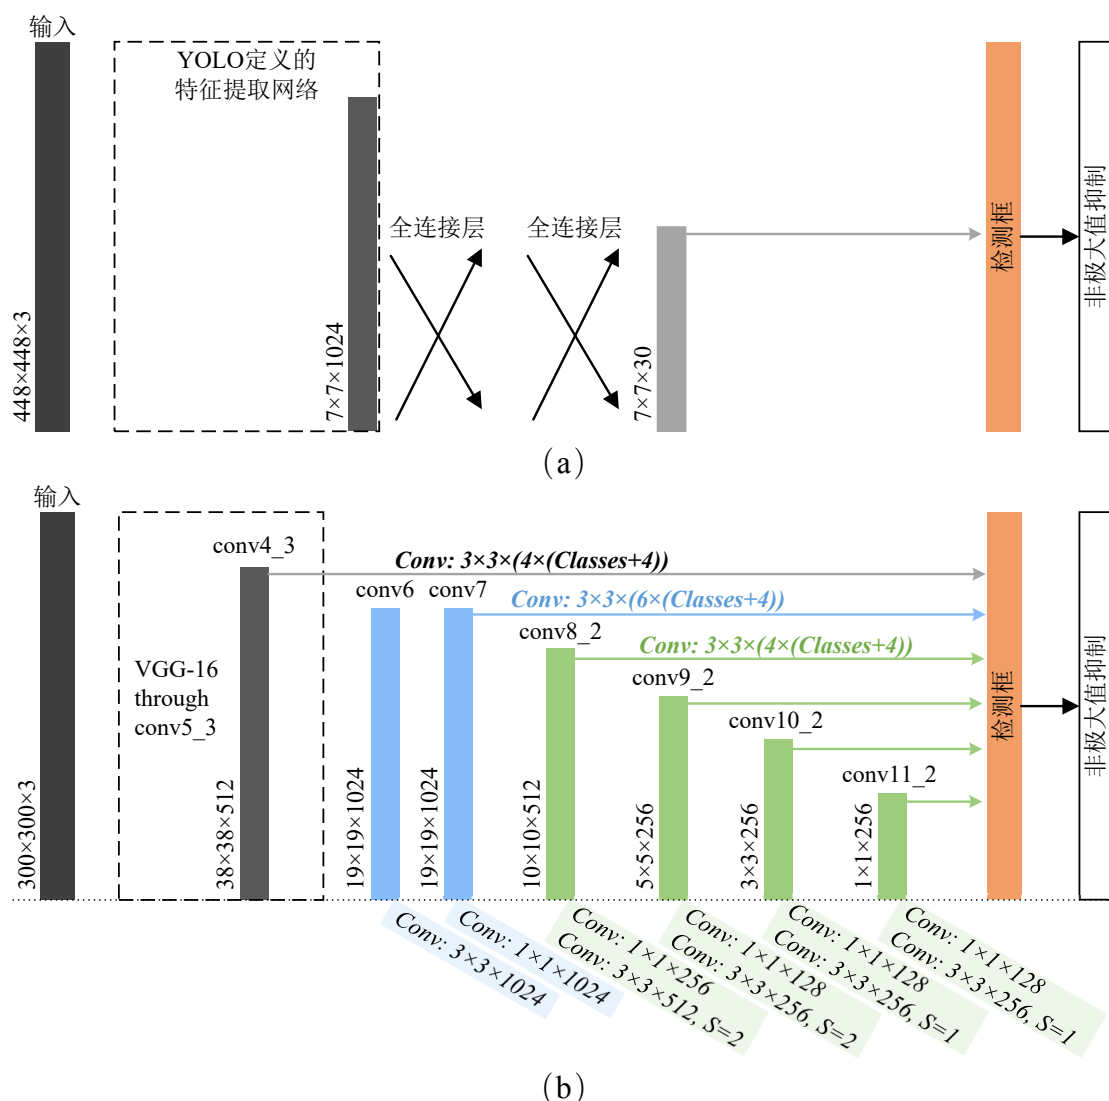 输入
YOLO定义的
特征提取网络
448×448×3
7×7×1024
全连接层
全连接层
7×7×30
检测框
非极大值抑制
(a)
输入
conv4_3
Conv: 3×3×(4×(Classes+4))
conv6
conv7
Conv: 3×3×(6×(Classes+4))
conv8_2
Conv: 3×3×(4×(Classes+4))
VGG-16
through
conv5_3
conv9_2
conv10_2
conv11_2
300×300×3
38×38×512
19×19×1024
19×19×1024
10×10×512
5×5×256
3×3×256
1×1×256
检测框
非极大值抑制
Conv: 3×3×1024
Conv: 1×1×1024
Conv: 1×1×256
Conv: 3×3×512, S=2
Conv: 1×1×128
Conv: 3×3×256, S=2
Conv: 1×1×128
Conv: 3×3×256, S=1
Conv: 1×1×128
Conv: 3×3×256, S=1
(b)